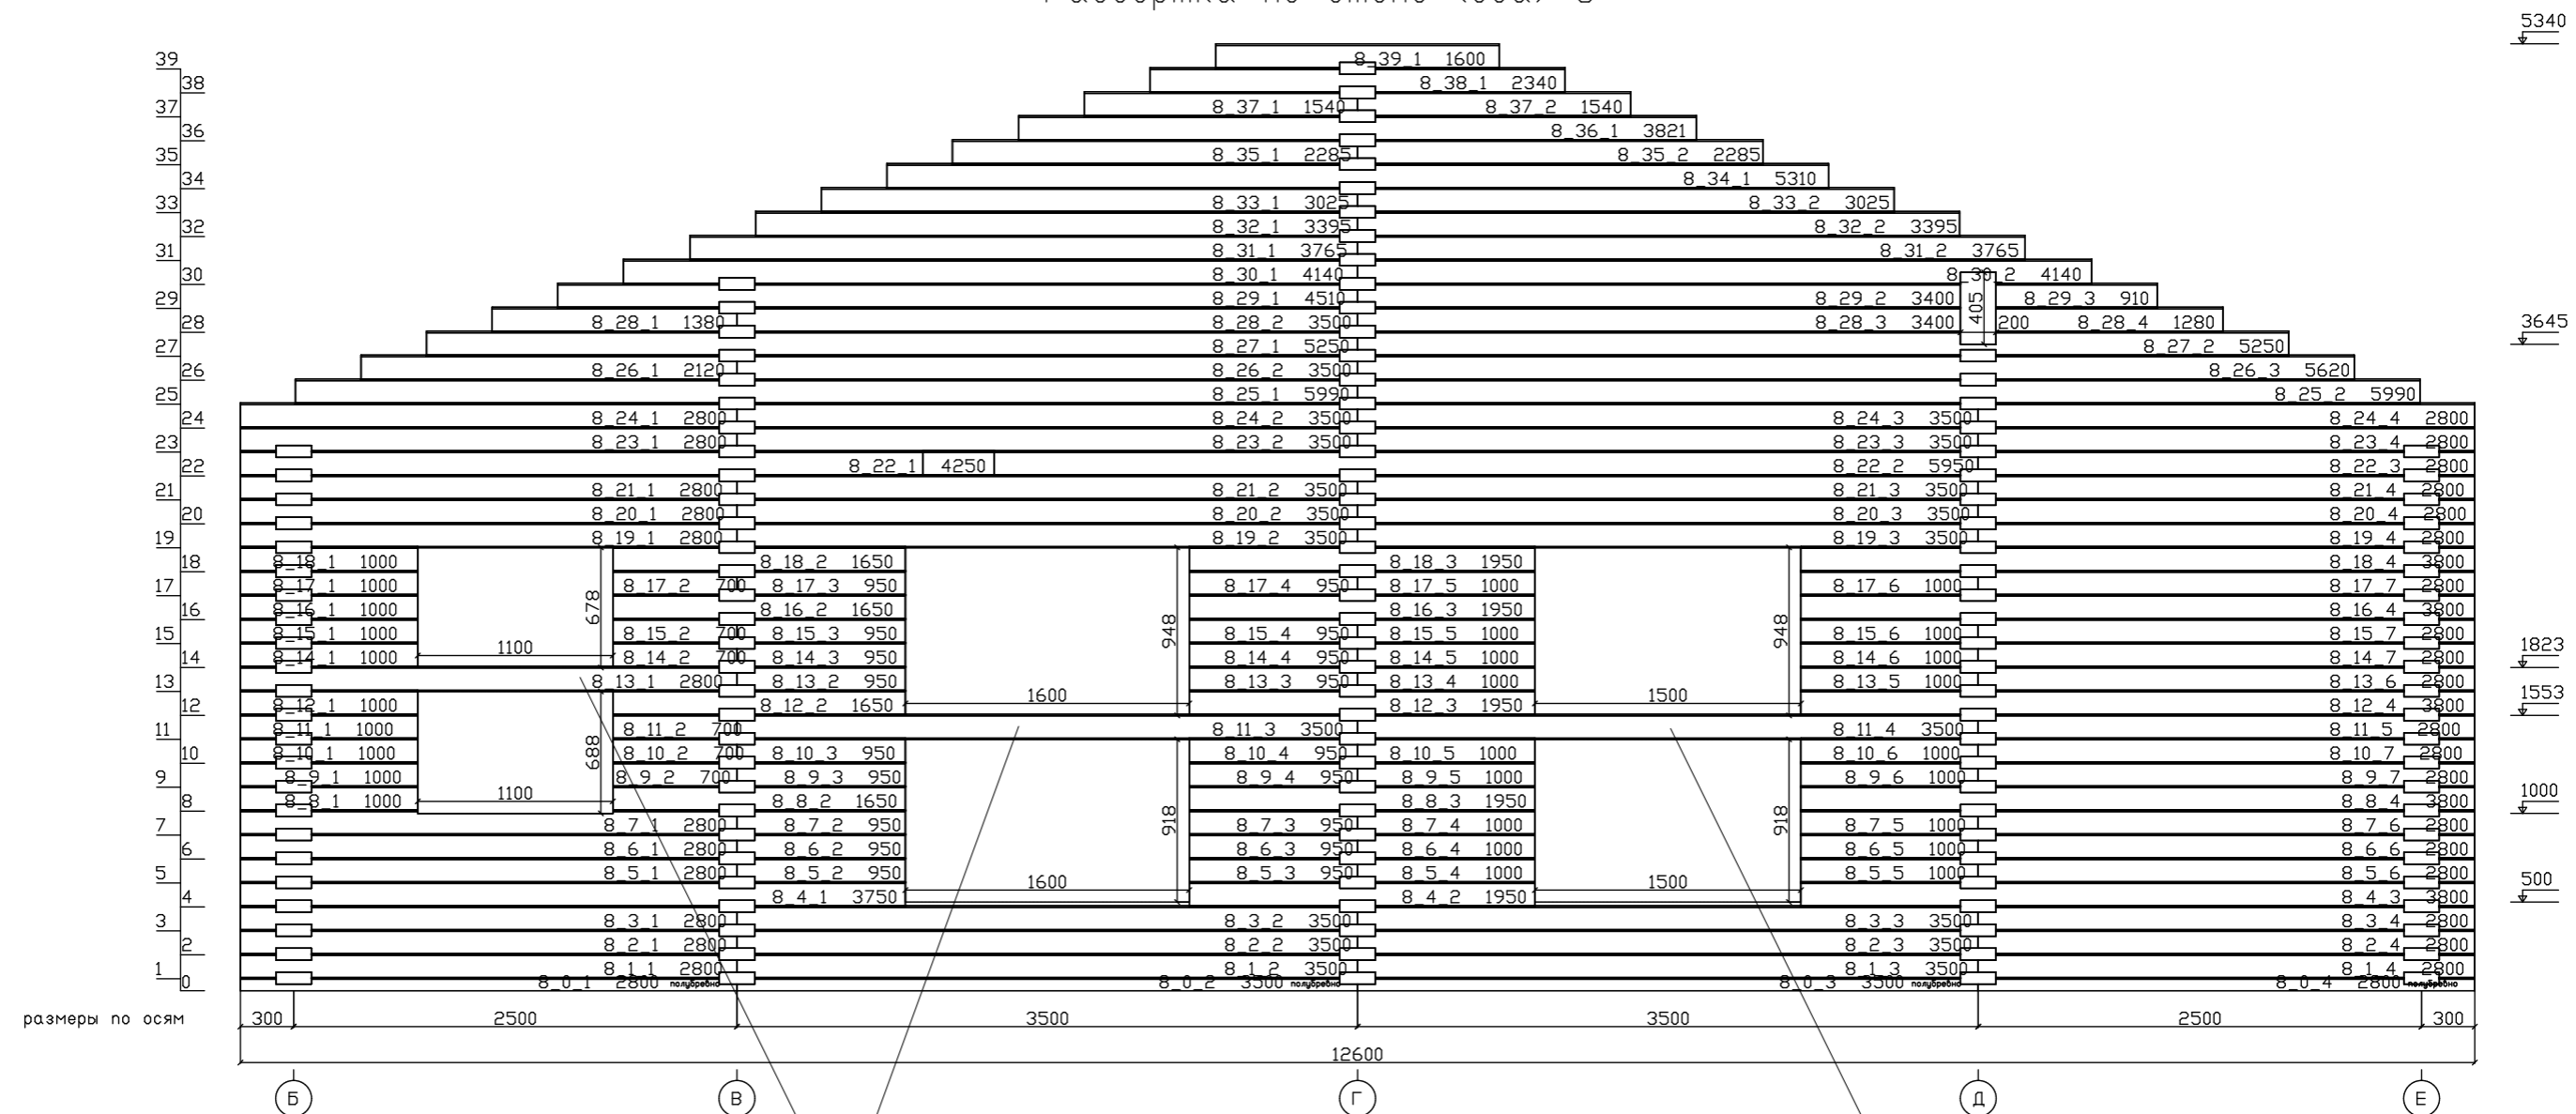 5340
39 8_39_1 1600
38 8_38_1 2340
37 8_37_1 1540 8_37_2 1540
36 8_36_1 3821
35 8_35_1 2285 8_35_2 2285
34 8_34_1 5310
33 8_33_1 3025 8_33_2 3025
32 8_32_1 3395 8_32_2 3395
31 8_31_1 3765 8_31_2 3765
30 8_30_1 4140 8_30_2 4140
29 8_29_1 4510 8_29_2 3400 405 8_29_3 910
28 8_28_1 1380 8_28_2 3500 8_28_3 3400 200 8_28_4 1280 3645
27 8_27_1 5250 8_27_2 5250
26 8_26_1 2120 8_26_2 3500 8_26_3 5620
25 8_25_1 5990 8_25_2 5990
24 8_24_1 2800 8_24_2 3500 8_24_3 3500 8_24_4 2800
23 8_23_1 2800 8_23_2 3500 8_23_3 3500 8_23_4 2800
22 8_22_1 4250 8_22_2 5950 8_22_3 2800
21 8_21_1 2800 8_21_2 3500 8_21_3 3500 8_21_4 2800
20 8_20_1 2800 8_20_2 3500 8_20_3 3500 8_20_4 2800
19 8_19_1 2800 8_19_2 3500 8_19_3 3500 8_19_4 2800
18 8_18_1 1000 8_18_2 1650 8_18_3 1950 8_18_4 3800
17 8_17_1 1000 8_17_2 700 8_17_3 950 8_17_4 950 8_17_5 1000 8_17_6 1000 8_17_7 2800
16 8_16_1 1000 678 8_16_2 1650 948 8_16_3 1950 948 8_16_4 3800
15 8_15_1 1000 8_15_2 700 8_15_3 950 8_15_4 950 8_15_5 1000 8_15_6 1000 8_15_7 2800
14 8_14_1 1000 1100 8_14_2 700 8_14_3 950 8_14_4 950 8_14_5 1000 8_14_6 1000 8_14_7 2800 1823
13 8_13_1 2800 8_13_2 950 1600 8_13_3 950 8_13_4 1000 1500 8_13_5 1000 8_13_6 2800
12 8_12_1 1000 8_12_2 1650 8_12_3 1950 8_12_4 3800 1553
11 8_11_1 1000 8_11_2 700 8_11_3 3500 8_11_4 3500 8_11_5 2800
10 8_10_1 1000 688 8_10_2 700 8_10_3 950 8_10_4 950 8_10_5 1000 8_10_6 1000 8_10_7 2800
9 8_9_1 1000 8_9_2 700 8_9_3 950 8_9_4 950 8_9_5 1000 8_9_6 1000 8_9_7 2800
8 8_8_1 1000 1100 8_8_2 1650 918 8_8_3 1950 918 8_8_4 3800 1000
7 8_7_1 2800 8_7_2 950 8_7_3 950 8_7_4 1000 8_7_5 1000 8_7_6 2800
6 8_6_1 2800 8_6_2 950 8_6_3 950 8_6_4 1000 8_6_5 1000 8_6_6 2800
5 8_5_1 2800 8_5_2 950 1600 8_5_3 950 8_5_4 1000 1500 8_5_5 1000 8_5_6 2800 500
4 8_4_1 3750 8_4_2 1950 8_4_3 3800
3 8_3_1 2800 8_3_2 3500 8_3_3 3500 8_3_4 2800
2 8_2_1 2800 8_2_2 3500 8_2_3 3500 8_2_4 2800
1 8_1_1 2800 8_1_2 3500 8_1_3 3500 8_1_4 2800
0 8_0_1 2800 полубревно 8_0_2 3500 полубревно 8_0_3 3500 полубревно 8_0_4 2800 полубревно
размеры по осям 300 2500 3500 3500 2500 300
12600
Б В Г Д Е